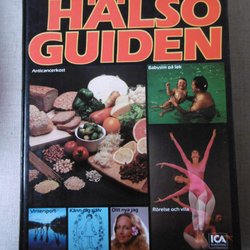 HÄLSO
GUIDEN
Anticancerkost
Babysim på lek
Vintersport
Känn dig själv
Ditt nya jag
Rörelse och vila
ICA